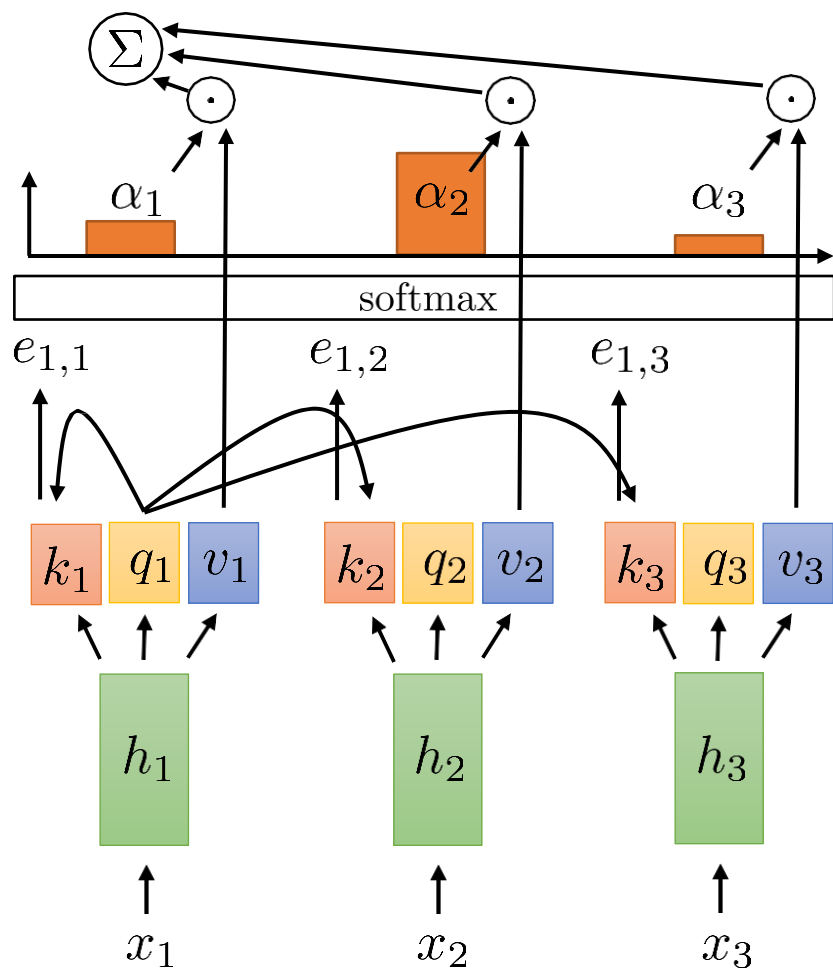 Σ
α₁ α₂ α₃
softmax
e₁,₁ e₁,₂ e₁,₃
k₁ q₁ v₁ k₂ q₂ v₂ k₃ q₃ v₃
h₁ h₂ h₃
x₁ x₂ x₃